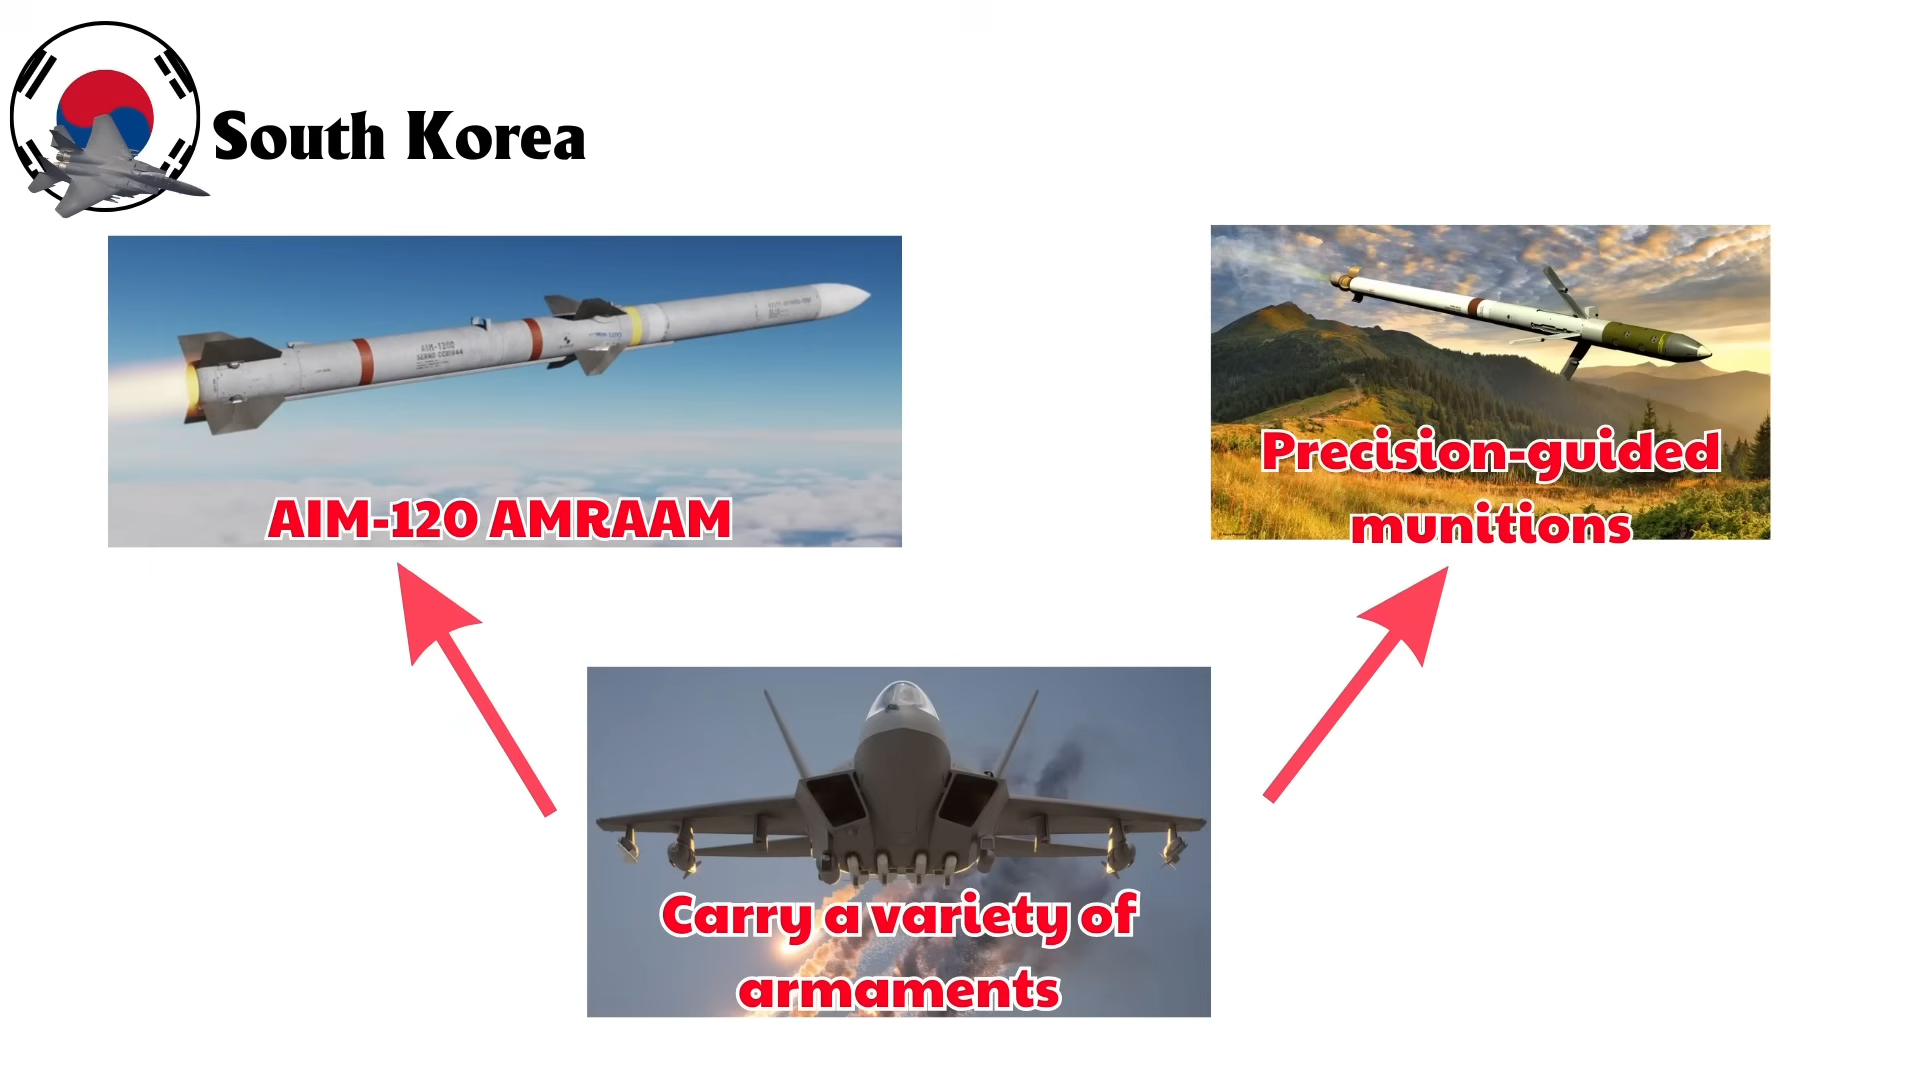 South Korea
AIM-120 AMRAAM
Precision-guided
munitions
Carry a variety of
armaments